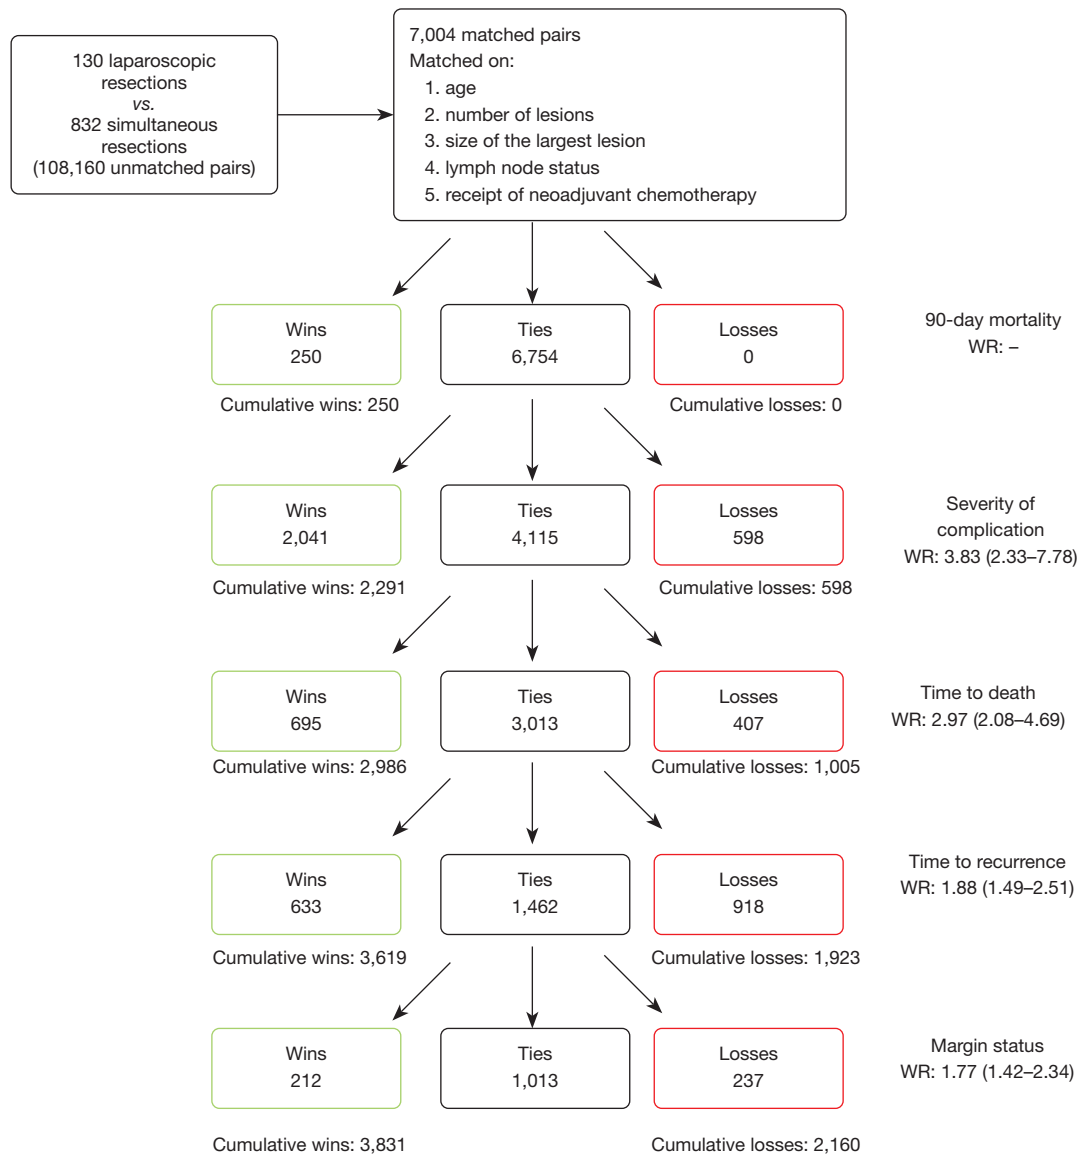 130 laparoscopic
resections
vs.
832 simultaneous
resections
(108,160 unmatched pairs)
7,004 matched pairs
Matched on:
1. age
2. number of lesions
3. size of the largest lesion
4. lymph node status
5. receipt of neoadjuvant chemotherapy
Wins
250
Ties
6,754
Losses
0
90-day mortality
WR: –
Cumulative wins: 250
Cumulative losses: 0
Wins
2,041
Ties
4,115
Losses
598
Severity of
complication
WR: 3.83 (2.33–7.78)
Cumulative wins: 2,291
Cumulative losses: 598
Wins
695
Ties
3,013
Losses
407
Time to death
WR: 2.97 (2.08–4.69)
Cumulative wins: 2,986
Cumulative losses: 1,005
Wins
633
Ties
1,462
Losses
918
Time to recurrence
WR: 1.88 (1.49–2.51)
Cumulative wins: 3,619
Cumulative losses: 1,923
Wins
212
Ties
1,013
Losses
237
Margin status
WR: 1.77 (1.42–2.34)
Cumulative wins: 3,831
Cumulative losses: 2,160